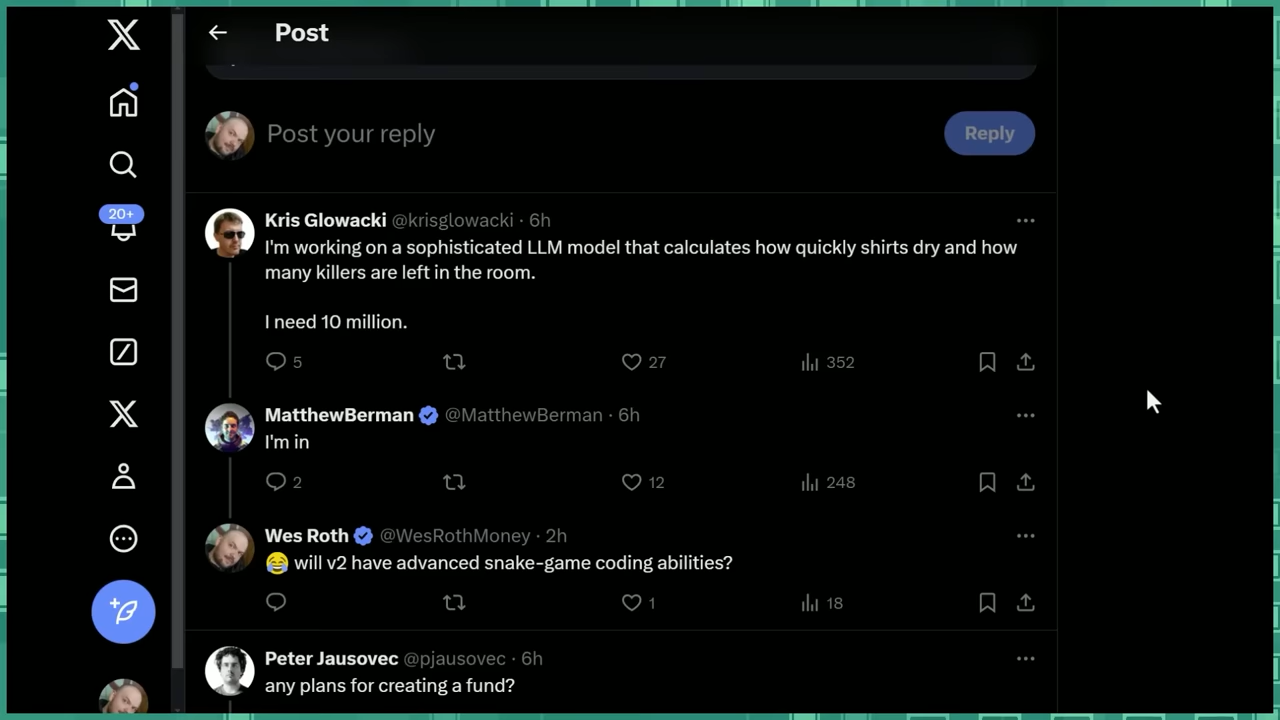 Post
Post your reply
Reply
20+
Kris Glowacki @krisglowacki · 6h
I'm working on a sophisticated LLM model that calculates how quickly shirts dry and how
many killers are left in the room.
I need 10 million.
5 27 352
MatthewBerman @MatthewBerman · 6h
I'm in
2 12 248
Wes Roth @WesRothMoney · 2h
😂 will v2 have advanced snake-game coding abilities?
1 18
Peter Jausovec @pjausovec · 6h
any plans for creating a fund?